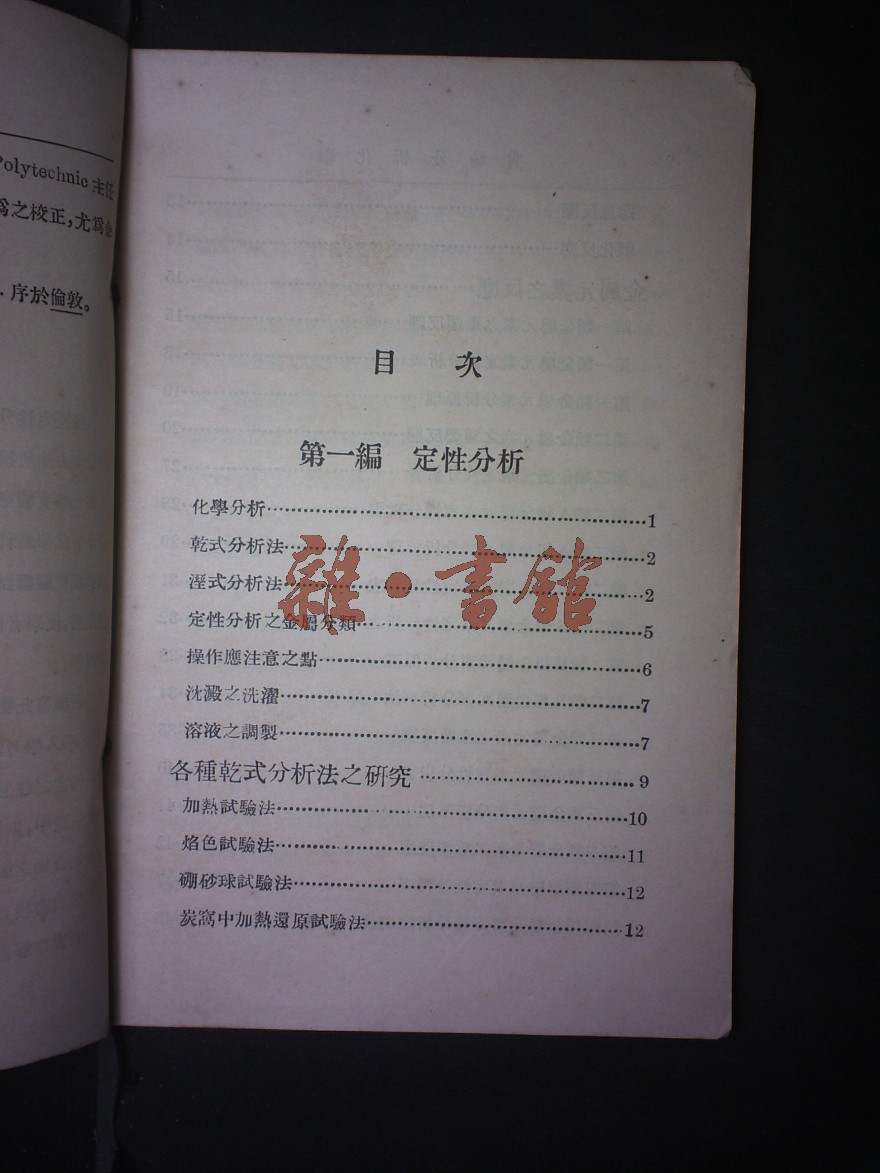 Polytechnic 主任
爲之校正,尤爲
序於倫敦。
目 次
第一編 定性分析
化學分析 1
乾式分析法 2
溼式分析法 2
定性分析之金屬分類 5
操作應注意之點 6
沈澱之洗濯 7
溶液之調製 7
各種乾式分析法之研究 9
加熱試驗法 10
焰色試驗法 11
硼砂球試驗法 12
炭窩中加熱還原試驗法 12
雜·書館